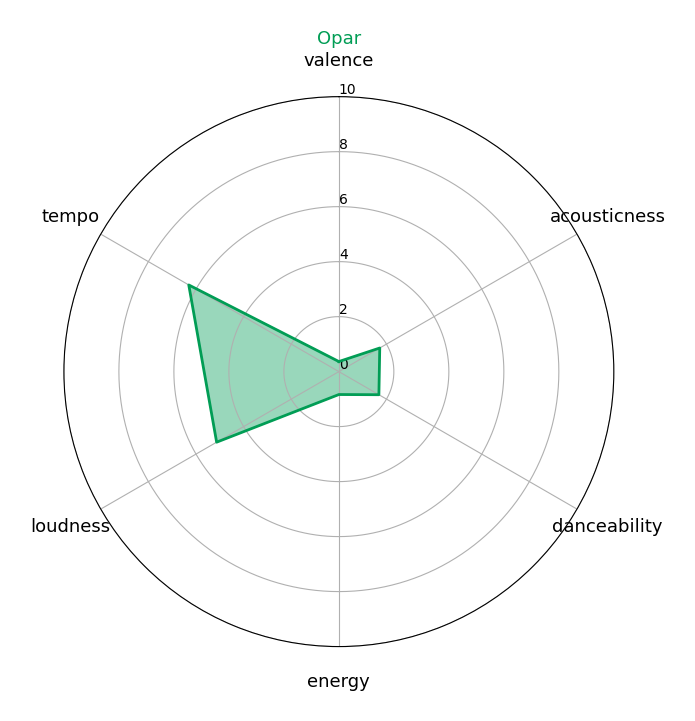 Opar
valence
10
8
tempo
acousticness
6
4
2
0
loudness
danceability
energy